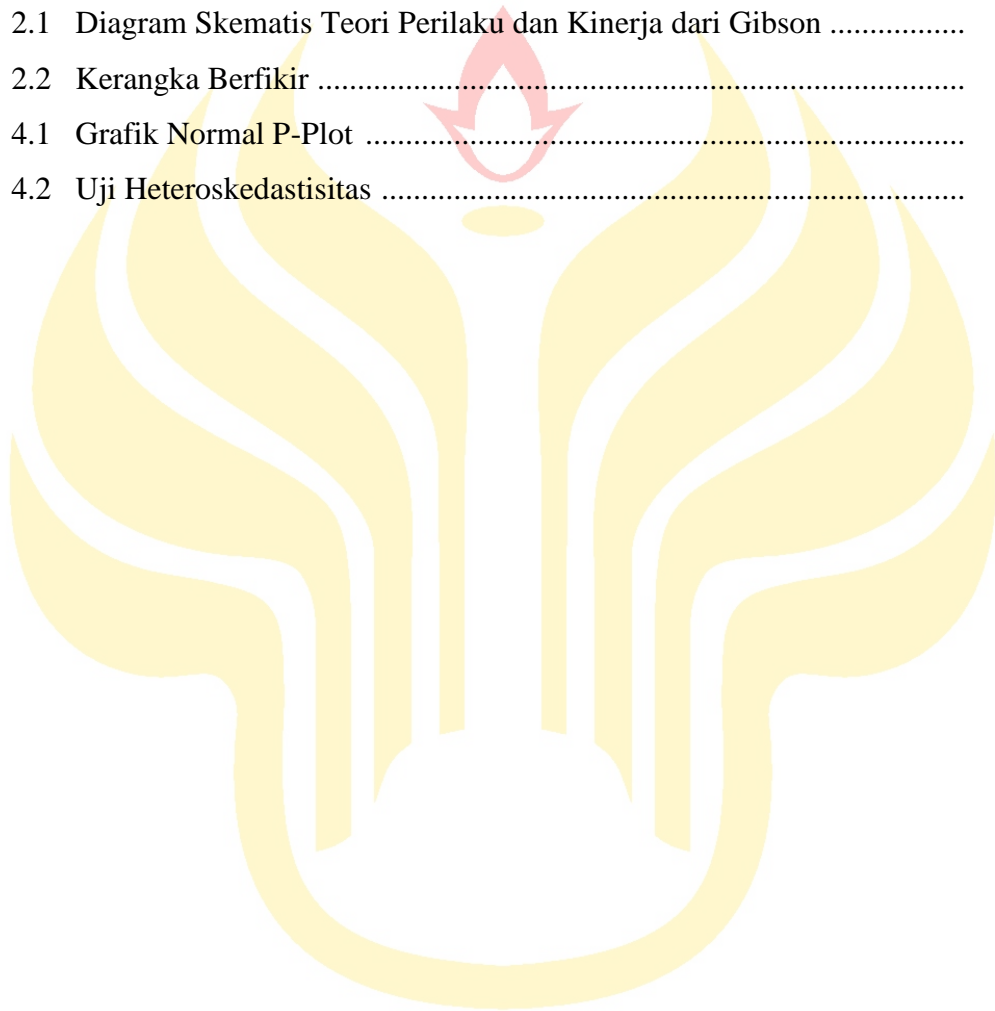 2.1 Diagram Skematis Teori Perilaku dan Kinerja dari Gibson .................
2.2 Kerangka Berfikir ................................................................................
4.1 Grafik Normal P-Plot ..........................................................................
4.2 Uji Heteroskedastisitas ........................................................................